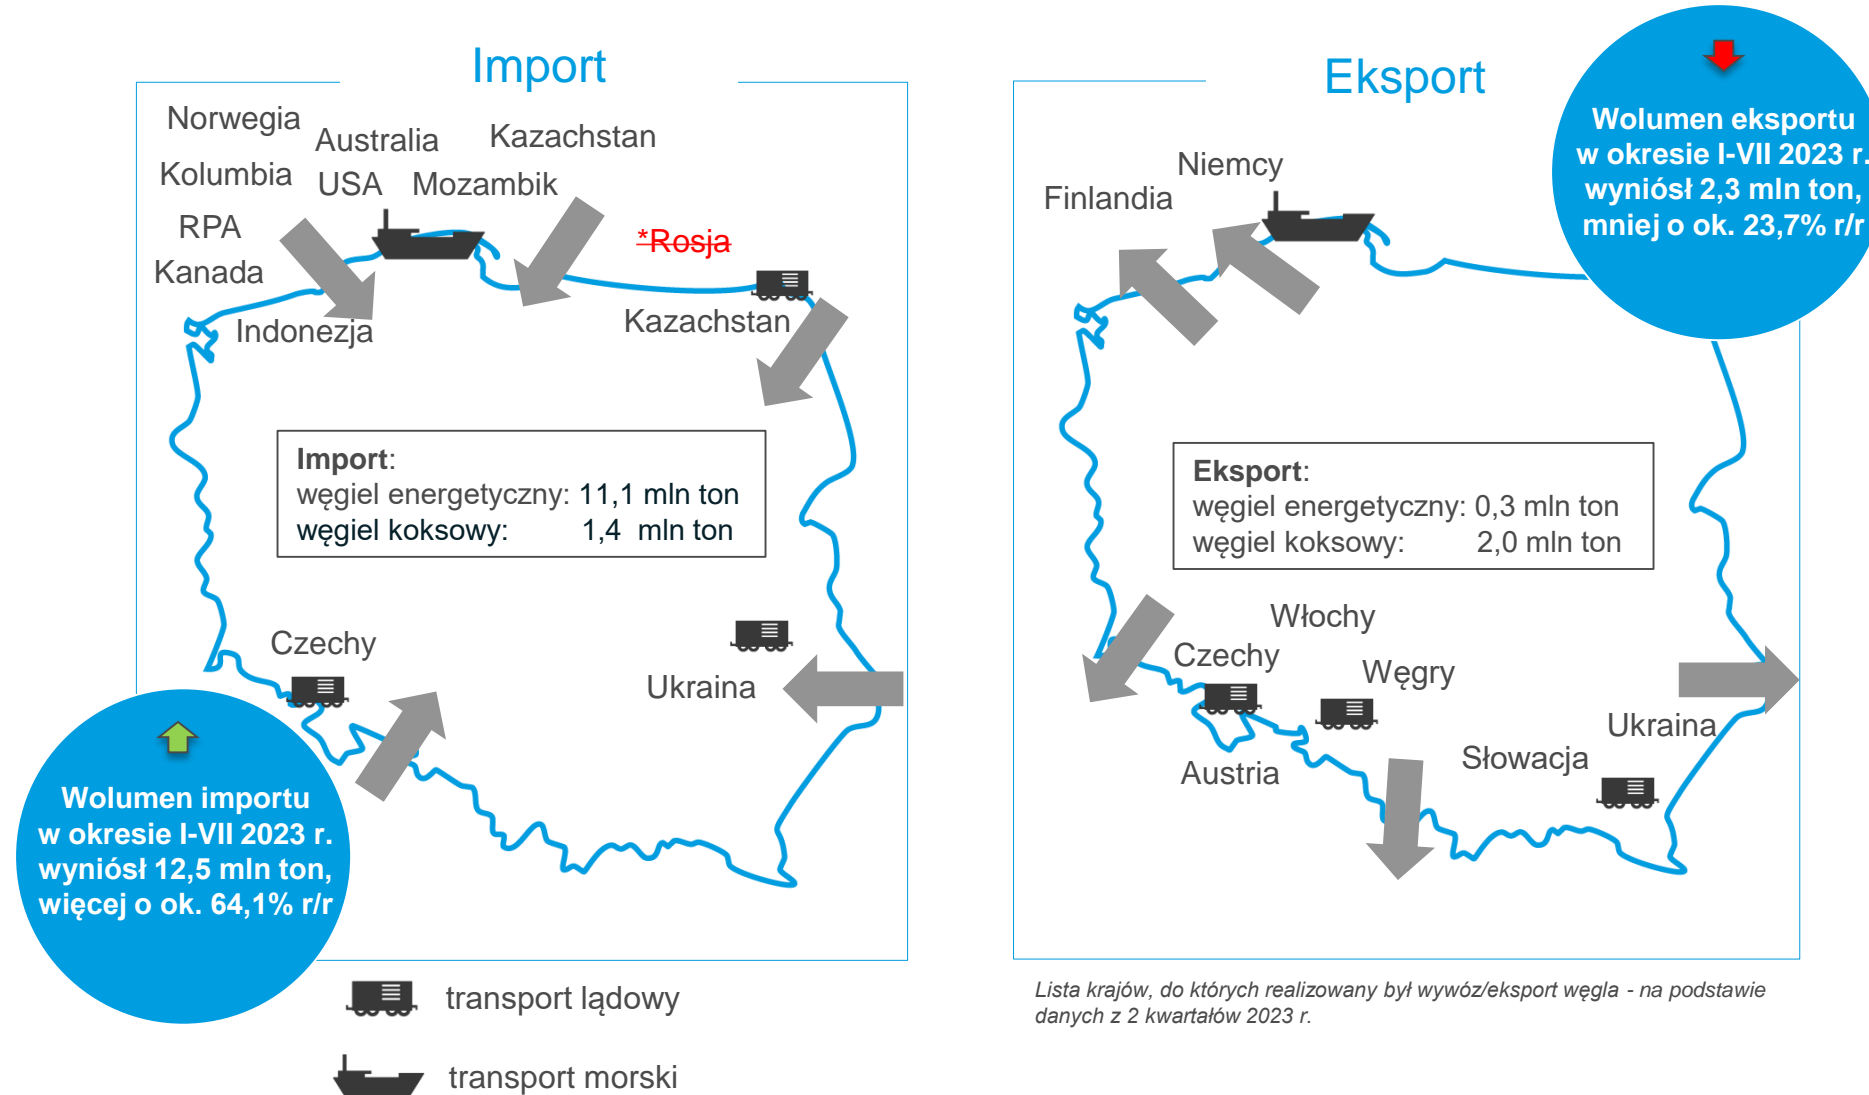 Import
Norwegia
Australia
Kazachstan
Kolumbia
USA
Mozambik
RPA
*Rosja
Kanada
Kazachstan
Indonezja
Import:
węgiel energetyczny: 11,1 mln ton
węgiel koksowy: 1,4 mln ton
Czechy
Ukraina
Wolumen importu
w okresie I-VII 2023 r.
wyniósł 12,5 mln ton,
więcej o ok. 64,1% r/r
transport lądowy
transport morski
Eksport
Wolumen eksportu
w okresie I-VII 2023 r.
wyniósł 2,3 mln ton,
mniej o ok. 23,7% r/r
Niemcy
Finlandia
Eksport:
węgiel energetyczny: 0,3 mln ton
węgiel koksowy: 2,0 mln ton
Włochy
Czechy
Węgry
Ukraina
Słowacja
Austria
Lista krajów, do których realizowany był wywóz/eksport węgla - na podstawie
danych z 2 kwartałów 2023 r.